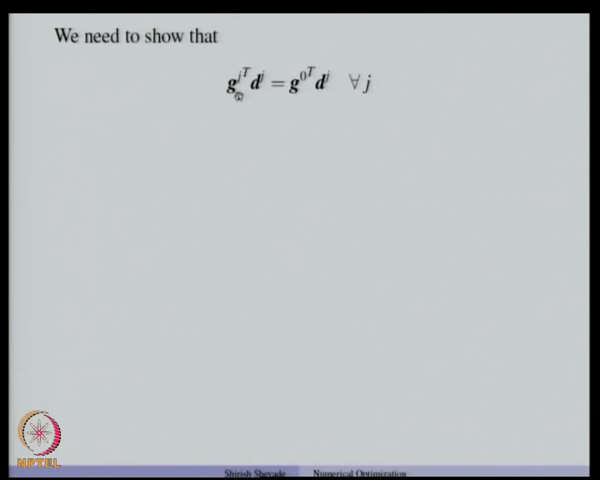 We need to show that
g^{j^T} d^j = g^{0^T} d^j ∀ j
NPTEL
Shirish Shevade Numerical Optimization